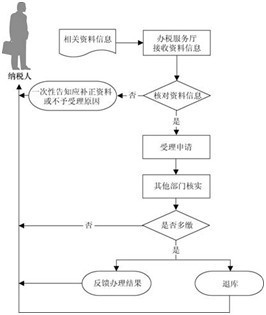 纳税人
相关资料信息
办税服务厅
接收资料信息
一次性告知应补正资料
或不予受理原因
否
核对资料信息
是
受理申请
其他部门核实
否
是否多缴
是
反馈办理结果
退库